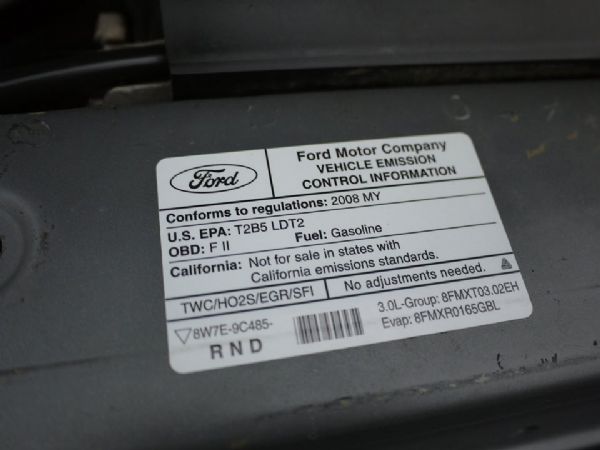 Ford
Ford Motor Company
VEHICLE EMISSION
CONTROL INFORMATION
Conforms to regulations: 2008 MY
U.S. EPA: T2B5 LDT2
OBD: F II
Fuel: Gasoline
California: Not for sale in states with
California emissions standards.
TWC/HO2S/EGR/SFI
No adjustments needed.
8W7E-9C485-
R N D
3.0L-Group: 8FMXT03.02EH
Evap: 8FMXR0165GBL